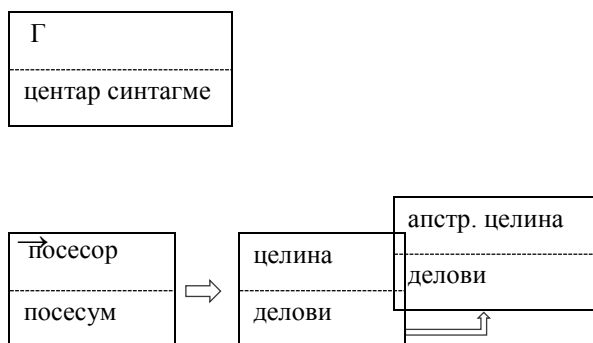 Г
центар синтагме
посесор
посесум
целина
делови
апстр. целина
делови